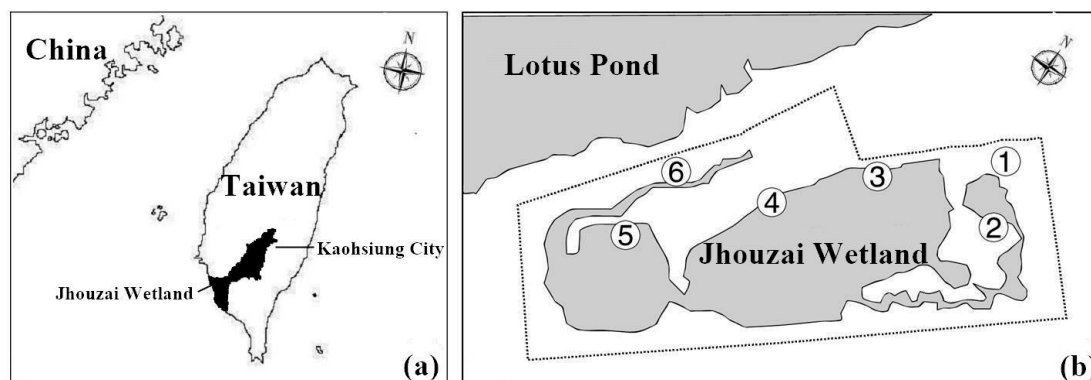 China
N
Taiwan
Kaohsiung City
Jhouzai Wetland
(a)
Lotus Pond
N
1
6
3
4
2
5
Jhouzai Wetland
(b)